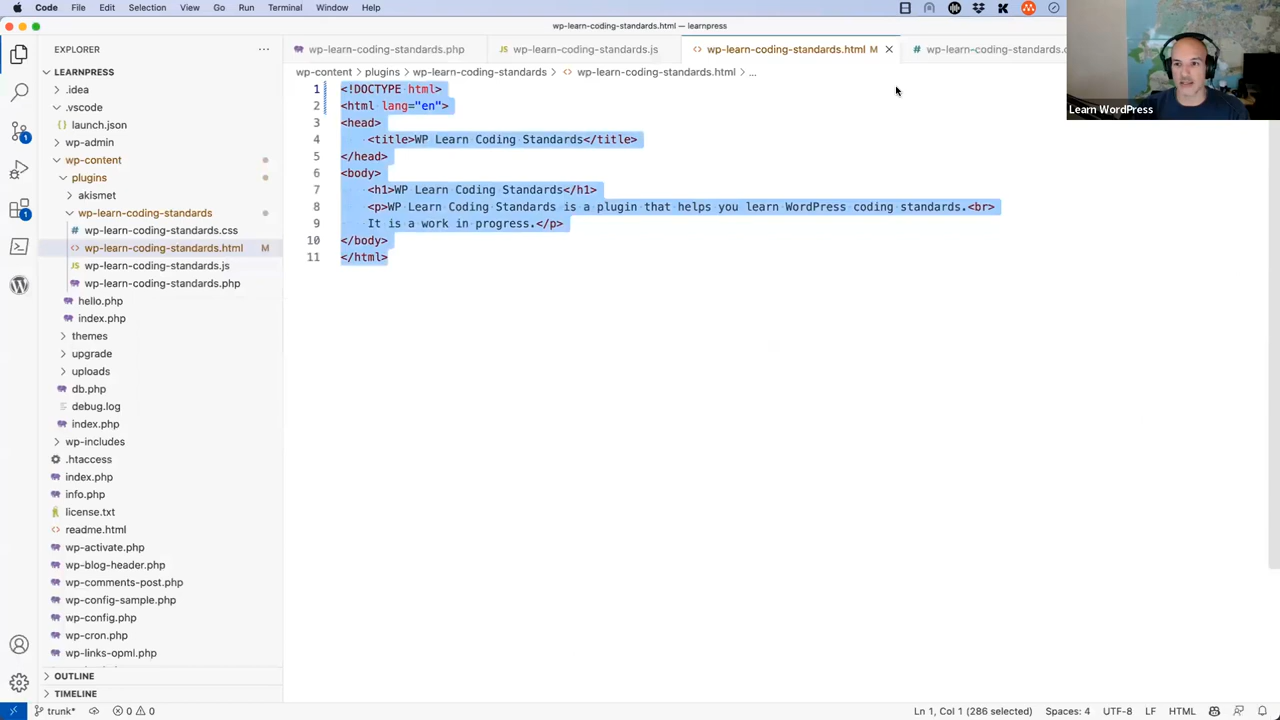 Code File Edit Selection View Go Run Terminal Window Help
wp-learn-coding-standards.html — learnpress
EXPLORER
wp-learn-coding-standards.php
wp-learn-coding-standards.js
wp-learn-coding-standards.html M
wp-learn-coding-standards.c
wp-content > plugins > wp-learn-coding-standards > wp-learn-coding-standards.html > ...
Learn WordPress
LEARNPRESS
.idea
.vscode
launch.json
wp-admin
wp-content
plugins
akismet
wp-learn-coding-standards
wp-learn-coding-standards.css
wp-learn-coding-standards.html M
wp-learn-coding-standards.js
wp-learn-coding-standards.php
hello.php
index.php
themes
upgrade
uploads
db.php
debug.log
index.php
wp-includes
.htaccess
index.php
info.php
license.txt
readme.html
wp-activate.php
wp-blog-header.php
wp-comments-post.php
wp-config-sample.php
wp-config.php
wp-cron.php
wp-links-opml.php
OUTLINE
TIMELINE
1 <!DOCTYPE html>
2 <html lang="en">
3 <head>
4 <title>WP Learn Coding Standards</title>
5 </head>
6 <body>
7 <h1>WP Learn Coding Standards</h1>
8 <p>WP Learn Coding Standards is a plugin that helps you learn WordPress coding standards.<br>
9 It is a work in progress.</p>
10 </body>
11 </html>
trunk* 0 0
Ln 1, Col 1 (286 selected) Spaces: 4 UTF-8 LF HTML